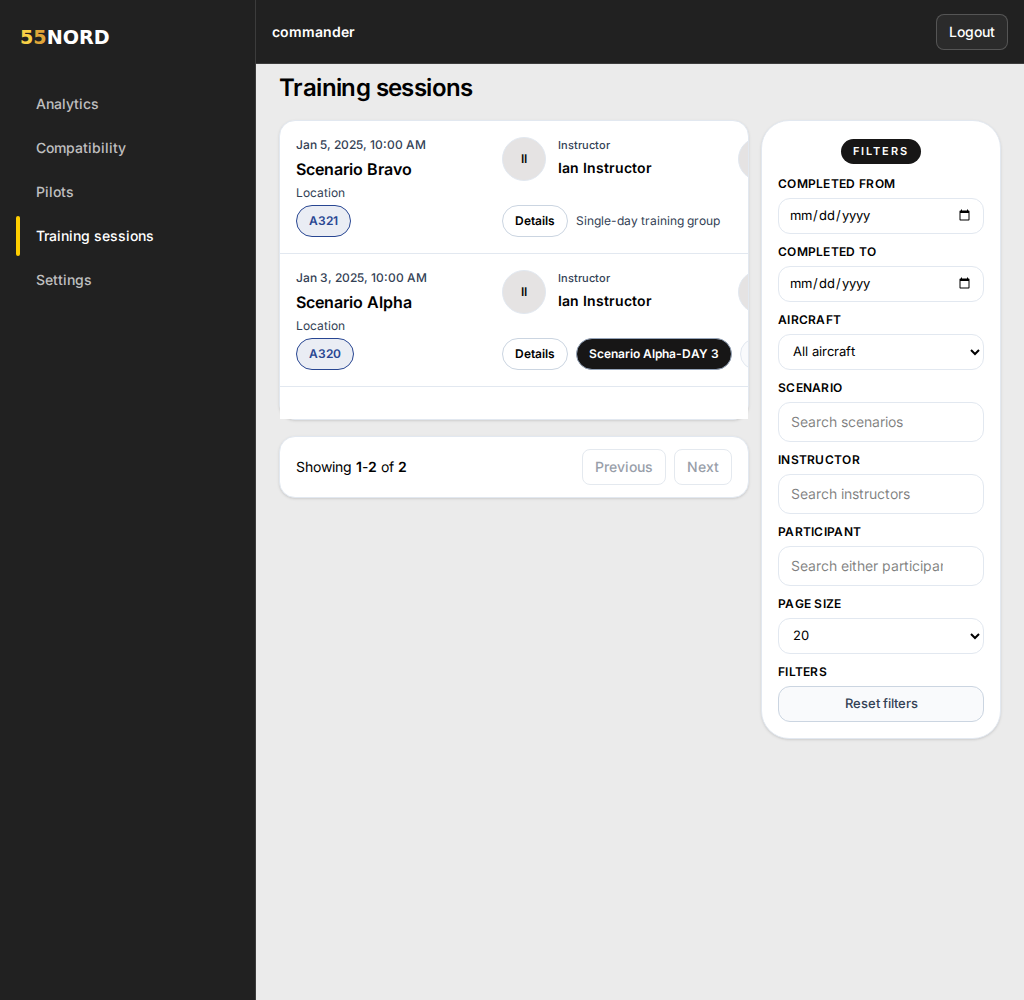 55NORD
Analytics
Compatibility
Pilots
Training sessions
Settings
commander
Logout
Training sessions
Jan 5, 2025, 10:00 AM
Scenario Bravo
Location
A321
II
Instructor
Ian Instructor
Details
Single-day training group
Jan 3, 2025, 10:00 AM
Scenario Alpha
Location
A320
II
Instructor
Ian Instructor
Details
Scenario Alpha-DAY 3
Showing 1-2 of 2
Previous
Next
FILTERS
COMPLETED FROM
mm/dd/yyyy
COMPLETED TO
mm/dd/yyyy
AIRCRAFT
All aircraft
SCENARIO
Search scenarios
INSTRUCTOR
Search instructors
PARTICIPANT
Search either
PAGE SIZE
20
FILTERS
Reset filters